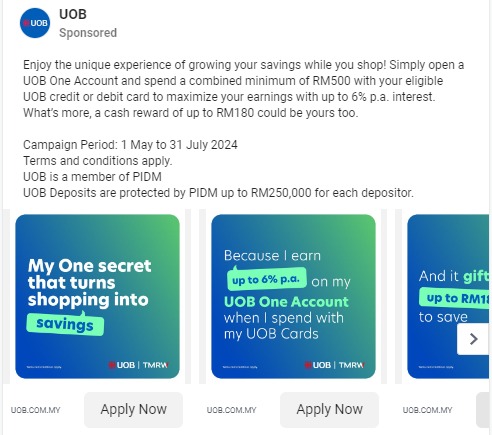 UOB
Sponsored
UOB
Enjoy the unique experience of growing your savings while you shop! Simply open a
UOB One Account and spend a combined minimum of RM500 with your eligible
UOB credit or debit card to maximize your earnings with up to 6% p.a. interest.
What's more, a cash reward of up to RM180 could be yours too.
Campaign Period: 1 May to 31 July 2024
Terms and conditions apply.
UOB is a member of PIDM
UOB Deposits are protected by PIDM up to RM250,000 for each depositor.
My One secret
that turns
shopping into
savings
UOB | TMRW
Because I earn
up to 6% p.a. on my
UOB One Account
when I spend with
my UOB Cards
UOB | TMRW
And it gift
up to RM18
to save
UOB.COM.MY
Apply Now
UOB.COM.MY
Apply Now
UOB.COM.MY